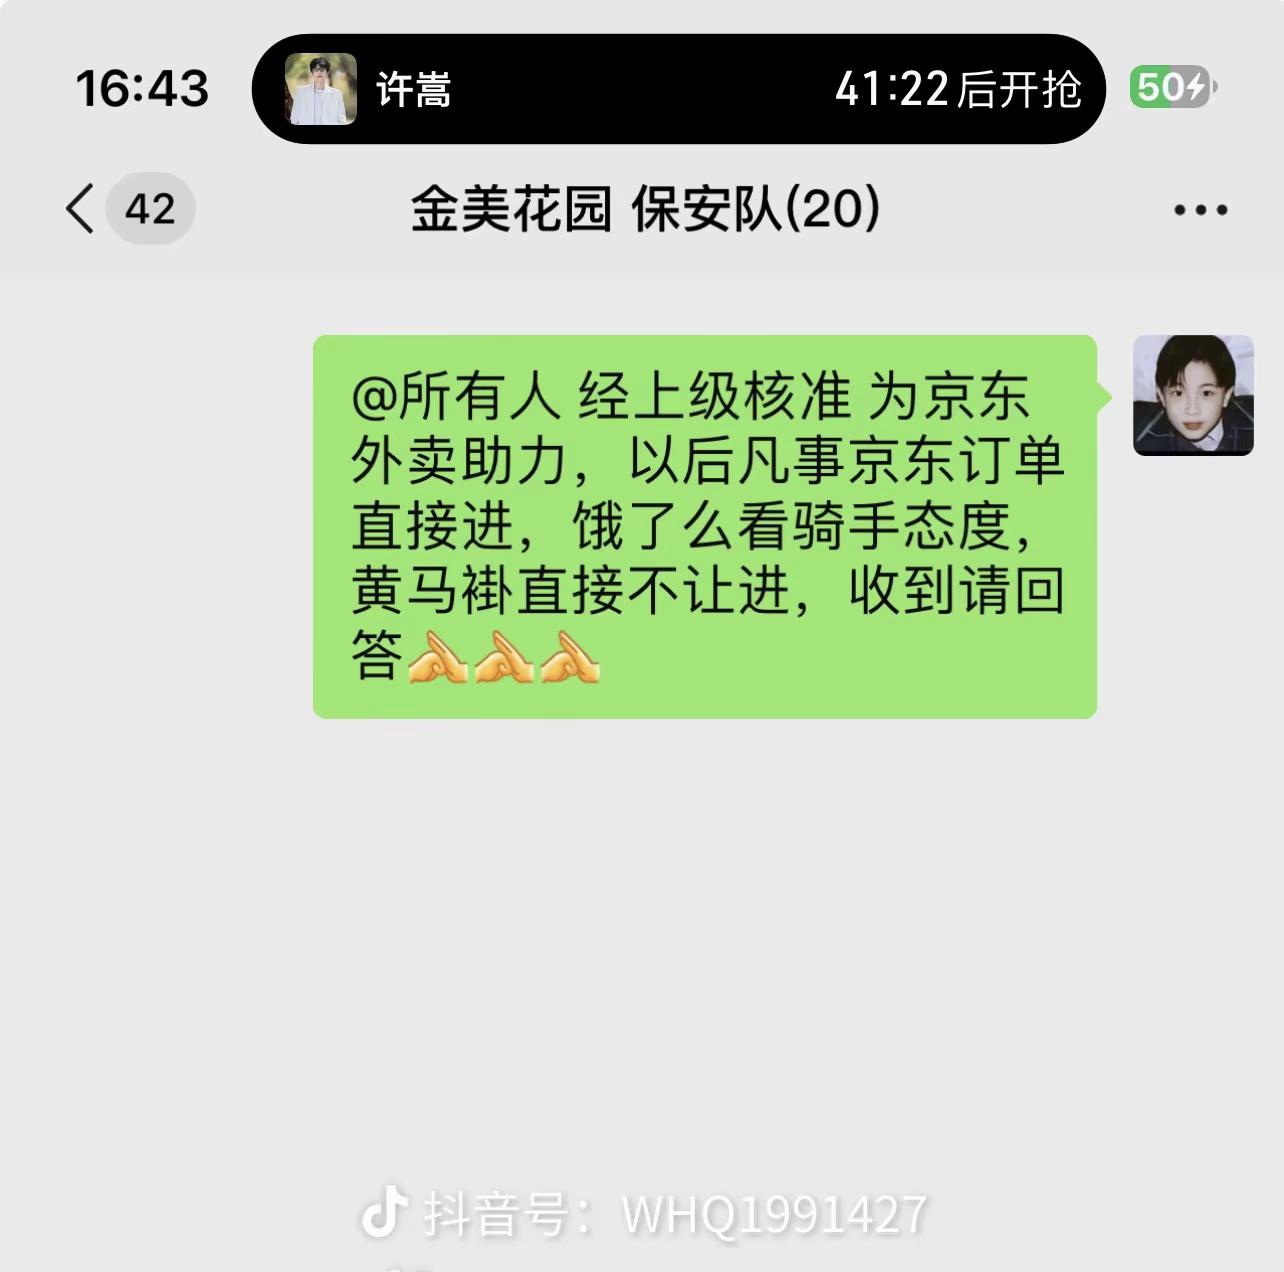 16:43
许嵩
41:22后开抢
50
42
金美花园 保安队(20)
@所有人 经上级核准 为京东
外卖助力，以后凡事京东订单
直接进，饿了么看骑手态度，
黄马褂直接不让进，收到请回
答
抖音号：WHQ1991427